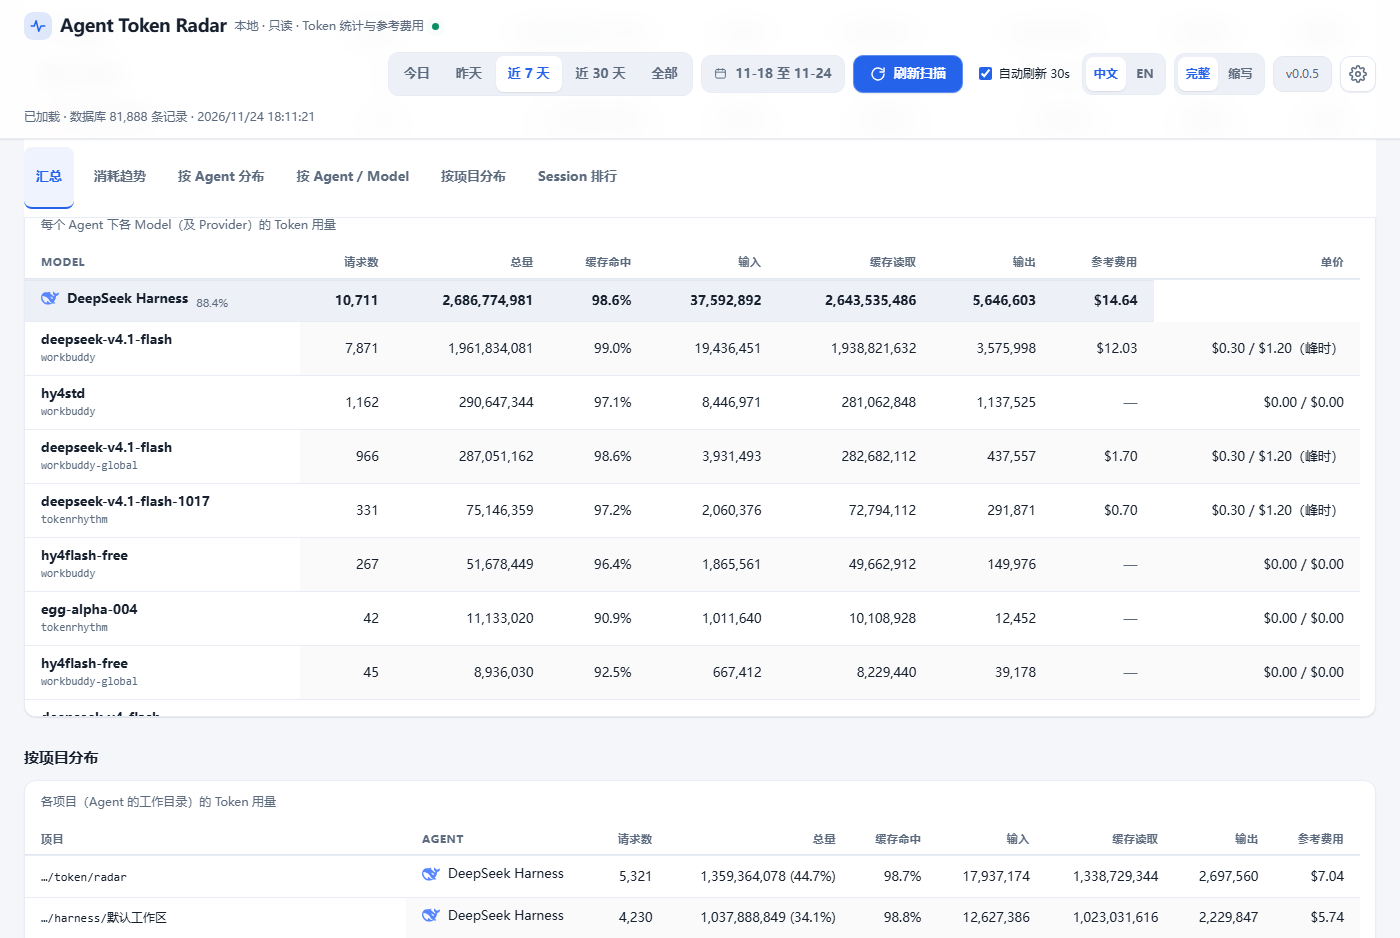 Agent Token Radar 本地 · 只读 · Token 统计与参考费用
今日 昨天 近 7 天 近 30 天 全部 11-18 至 11-24 刷新扫描 自动刷新 30s 中文 EN 完整 缩写 v0.0.5
已加载 · 数据库 81,888 条记录 · 2026/11/24 18:11:21
汇总 消耗趋势 按 Agent 分布 按 Agent / Model 按项目分布 Session 排行
每个 Agent 下各 Model（及 Provider）的 Token 用量
MODEL 请求数 总量 缓存命中 输入 缓存读取 输出 参考费用 单价
DeepSeek Harness 88.4% 10,711 2,686,774,981 98.6% 37,592,892 2,643,535,486 5,646,603 $14.64
deepseek-v4.1-flash
workbuddy 7,871 1,961,834,081 99.0% 19,436,451 1,938,821,632 3,575,998 $12.03 $0.30 / $1.20（峰时）
hy4std
workbuddy 1,162 290,647,344 97.1% 8,446,971 281,062,848 1,137,525 — $0.00 / $0.00
deepseek-v4.1-flash
workbuddy-global 966 287,051,162 98.6% 3,931,493 282,682,112 437,557 $1.70 $0.30 / $1.20（峰时）
deepseek-v4.1-flash-1017
tokenrhythm 331 75,146,359 97.2% 2,060,376 72,794,112 291,871 $0.70 $0.30 / $1.20（峰时）
hy4flash-free
workbuddy 267 51,678,449 96.4% 1,865,561 49,662,912 149,976 — $0.00 / $0.00
egg-alpha-004
tokenrhythm 42 11,133,020 90.9% 1,011,640 10,108,928 12,452 — $0.00 / $0.00
hy4flash-free
workbuddy-global 45 8,936,030 92.5% 667,412 8,229,440 39,178 — $0.00 / $0.00
按项目分布
各项目（Agent 的工作目录）的 Token 用量
项目 AGENT 请求数 总量 缓存命中 输入 缓存读取 输出 参考费用
…/token/radar DeepSeek Harness 5,321 1,359,364,078 (44.7%) 98.7% 17,937,174 1,338,729,344 2,697,560 $7.04
…/harness/默认工作区 DeepSeek Harness 4,230 1,037,888,849 (34.1%) 98.8% 12,627,386 1,023,031,616 2,229,847 $5.74